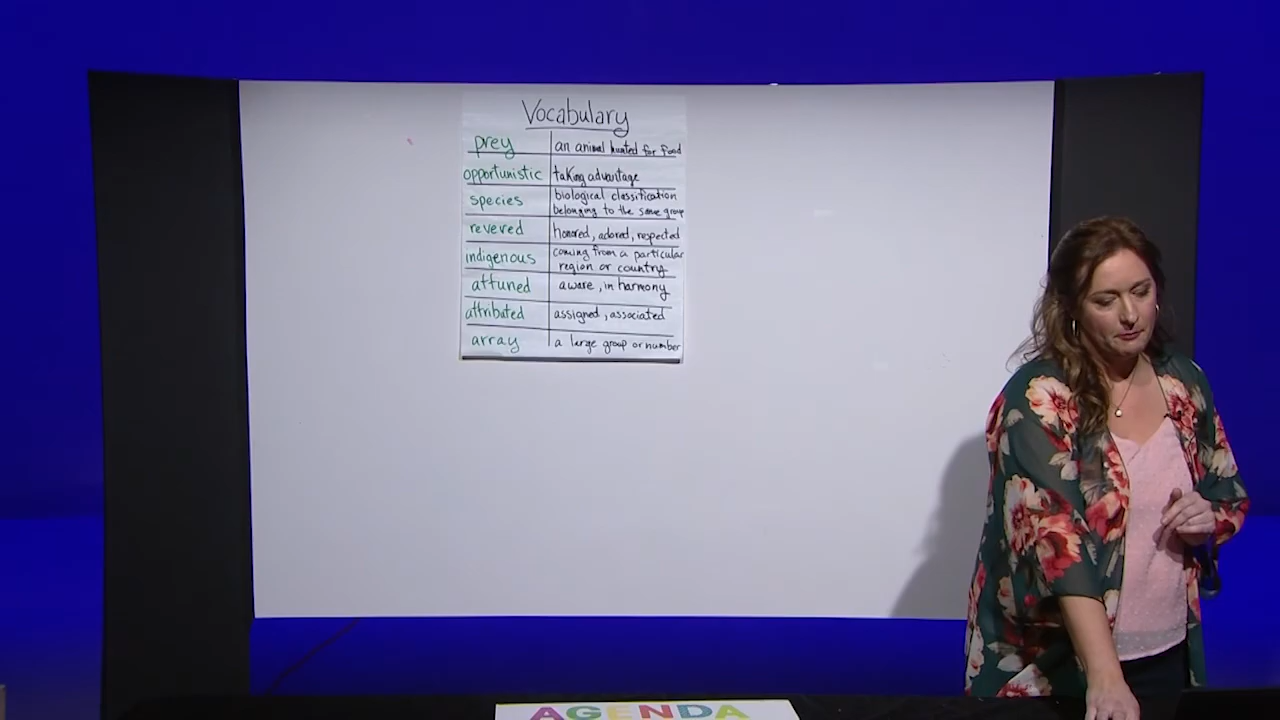 Vocabulary
prey an animal hunted for food
opportunistic taking advantage
species biological classification
belonging to the same group
revered honored, adored, respected
indigenous coming from a particular
region or country
attuned aware, in harmony
attributed assigned, associated
array a large group or number
AGENDA